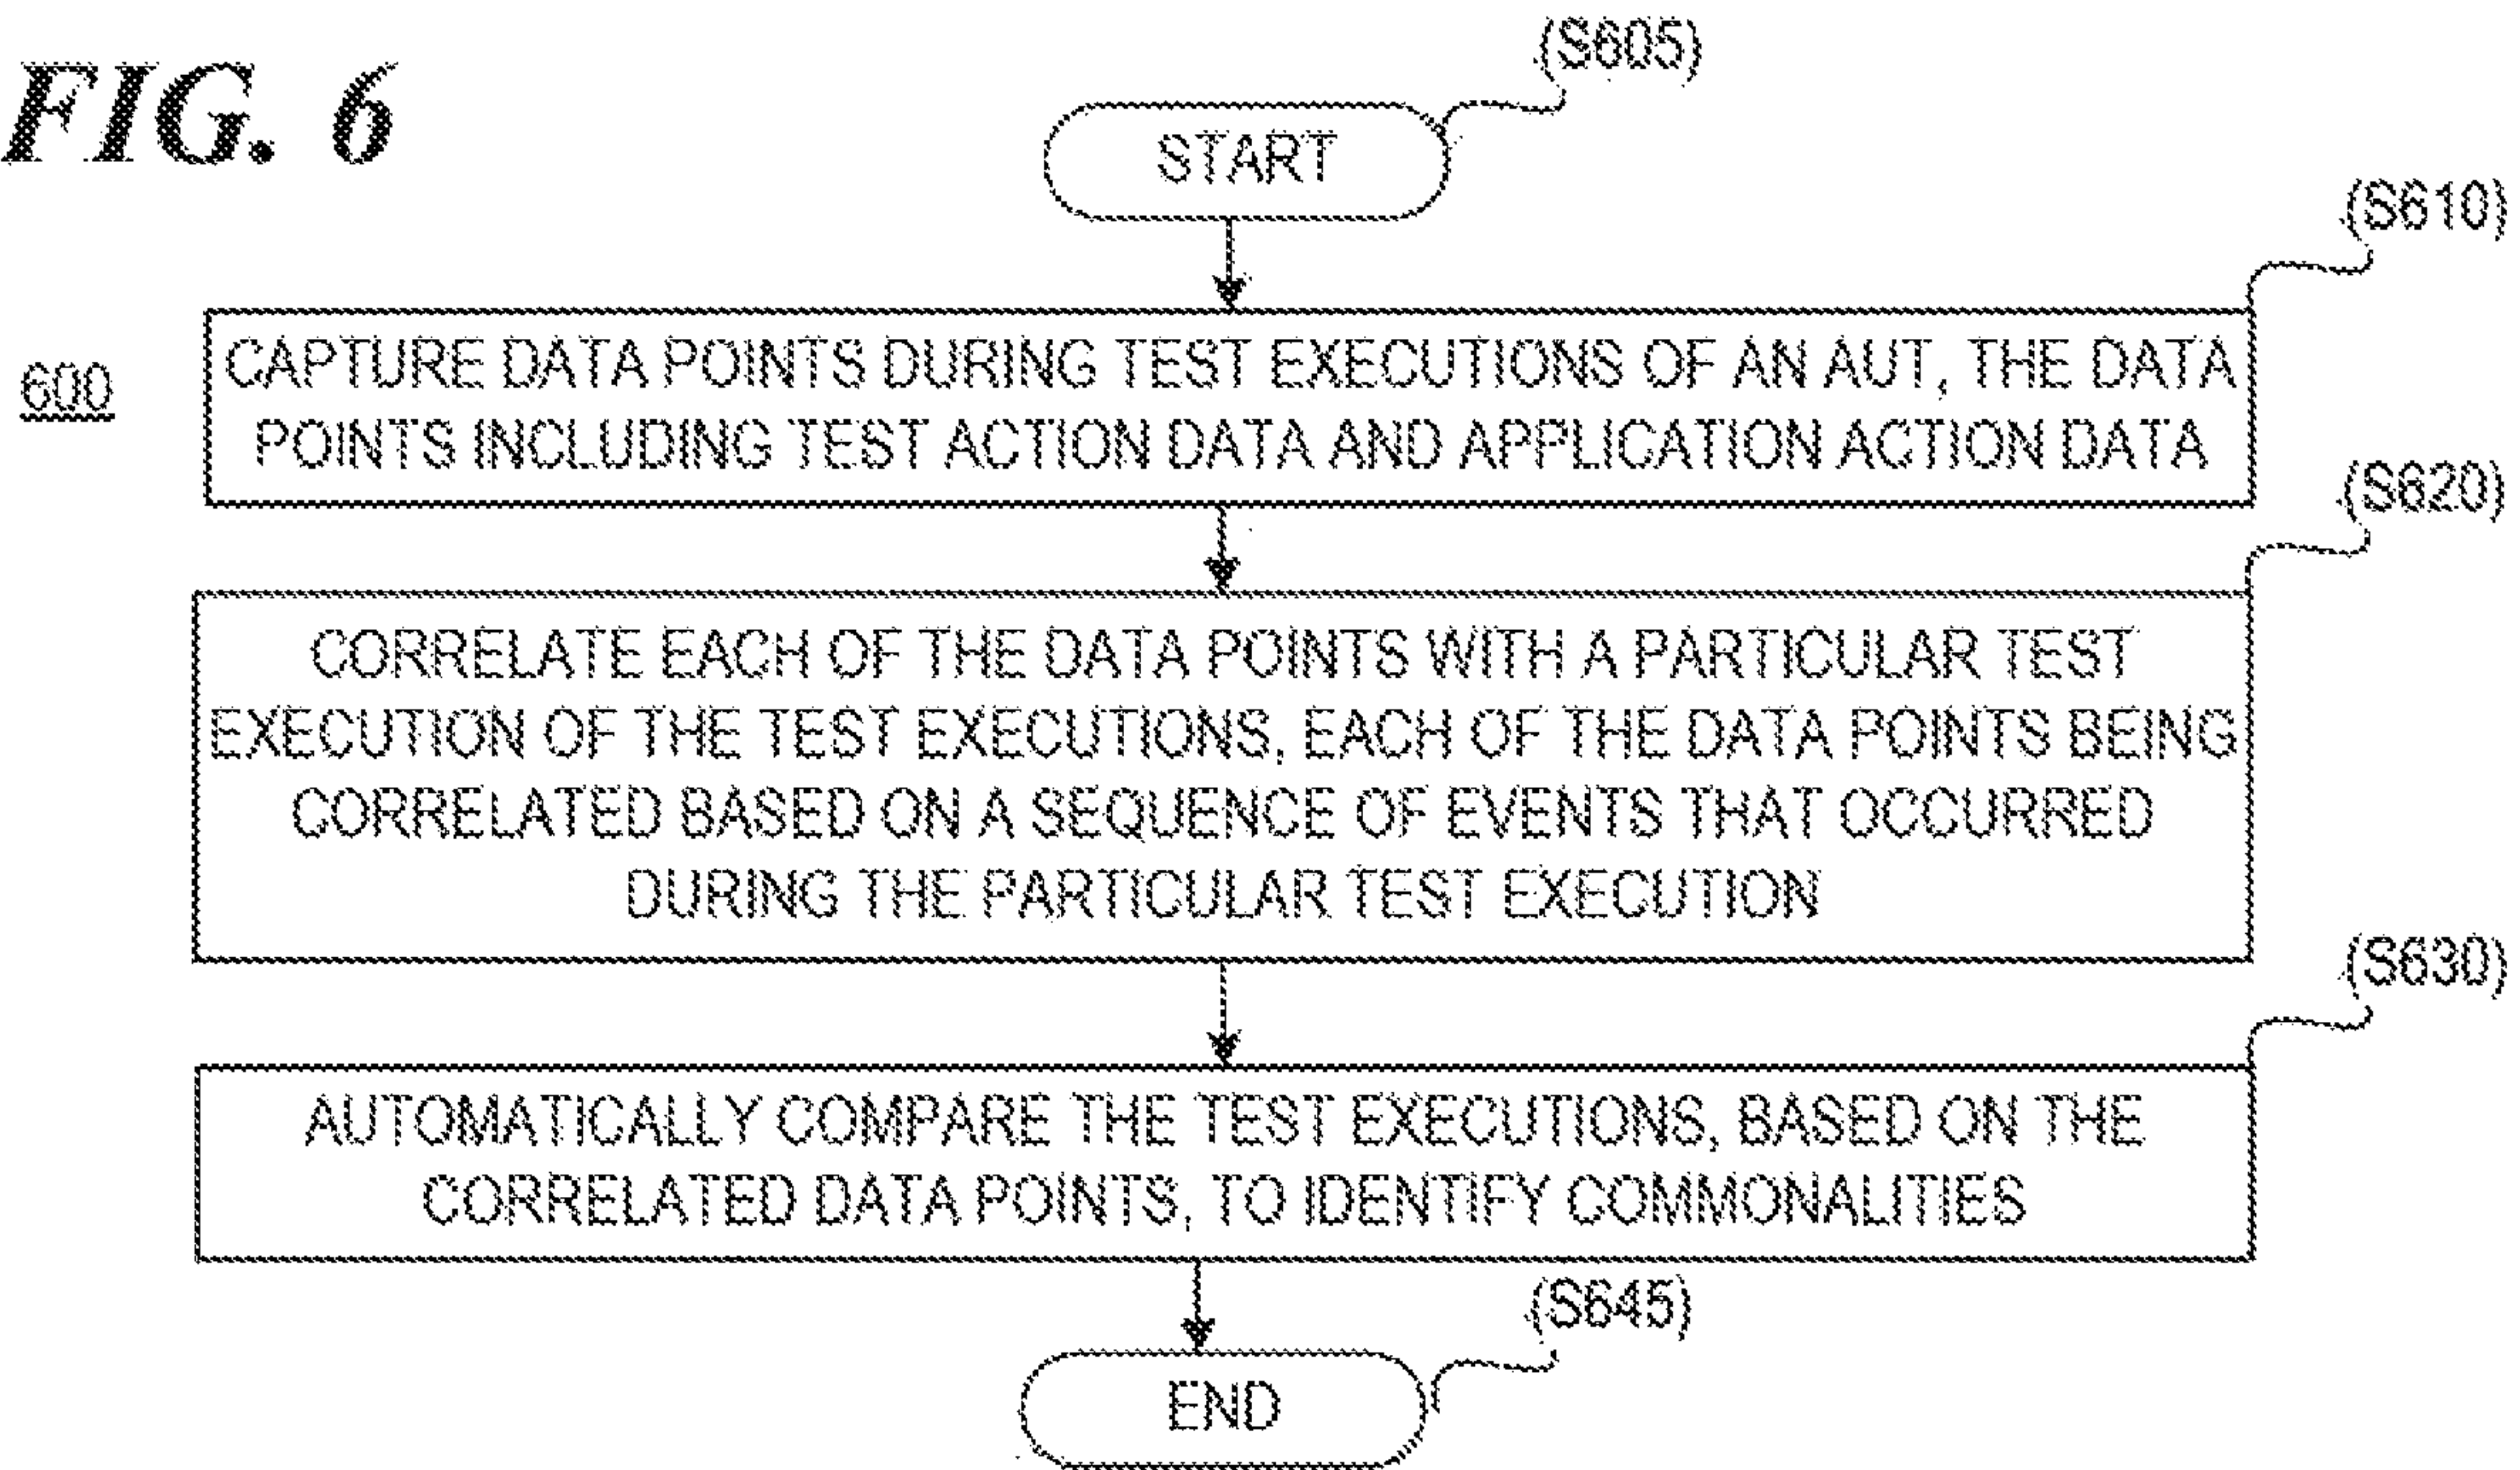 FIG. 6
(S605)
START
(S610)
600
CAPTURE DATA POINTS DURING TEST EXECUTIONS OF AN AUT, THE DATA
POINTS INCLUDING TEST ACTION DATA AND APPLICATION ACTION DATA
(S620)
CORRELATE EACH OF THE DATA POINTS WITH A PARTICULAR TEST
EXECUTION OF THE TEST EXECUTIONS, EACH OF THE DATA POINTS BEING
CORRELATED BASED ON A SEQUENCE OF EVENTS THAT OCCURRED
DURING THE PARTICULAR TEST EXECUTION
(S630)
AUTOMATICALLY COMPARE THE TEST EXECUTIONS, BASED ON THE
CORRELATED DATA POINTS, TO IDENTIFY COMMONALITIES
(S645)
END